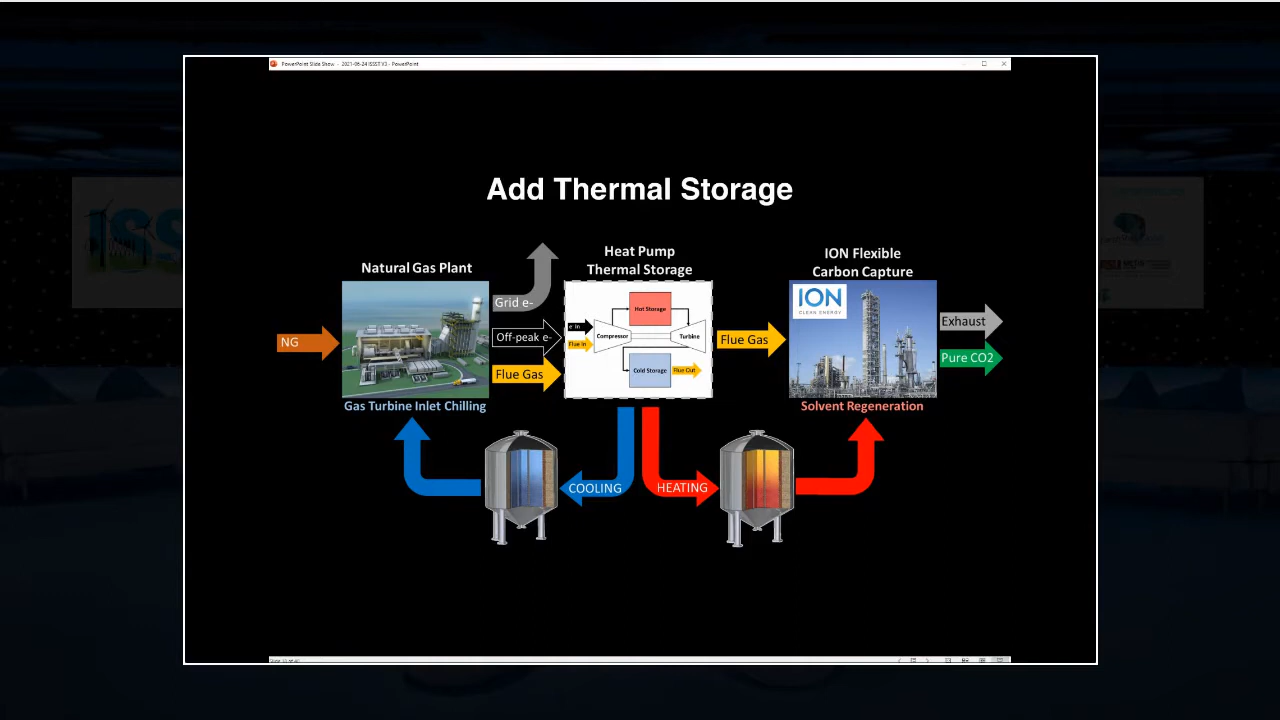 PowerPoint Slide Show - 2021-06-24 ISSST V3 - PowerPoint
Add Thermal Storage
Natural Gas Plant
Heat Pump
Thermal Storage
ION Flexible
Carbon Capture
NG
Grid e-
Off-peak e-
Flue Gas
Hot Storage
e In
Flue In
Compressor
Turbine
Cold Storage
Flue Out
Flue Gas
ION
CLEAN ENERGY
Exhaust
Pure CO2
Gas Turbine Inlet Chilling
Solvent Regeneration
COOLING
HEATING
ISS